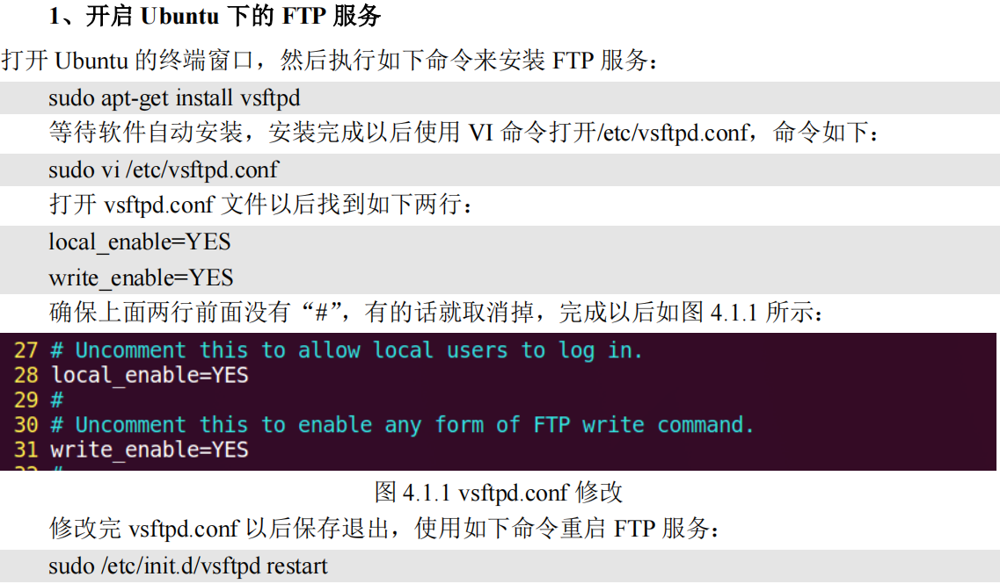 1、开启 Ubuntu 下的 FTP 服务
打开 Ubuntu 的终端窗口，然后执行如下命令来安装 FTP 服务：
sudo apt-get install vsftpd
等待软件自动安装，安装完成以后使用 VI 命令打开/etc/vsftpd.conf，命令如下：
sudo vi /etc/vsftpd.conf
打开 vsftpd.conf 文件以后找到如下两行：
local_enable=YES
write_enable=YES
确保上面两行前面没有“#”，有的话就取消掉，完成以后如图 4.1.1 所示：
27 # Uncomment this to allow local users to log in.
28 local_enable=YES
29 #
30 # Uncomment this to enable any form of FTP write command.
31 write_enable=YES
图 4.1.1 vsftpd.conf 修改
修改完 vsftpd.conf 以后保存退出，使用如下命令重启 FTP 服务：
sudo /etc/init.d/vsftpd restart